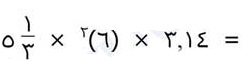 ٥ ١/٣ × ٢(٦) × ٣,١٤ =